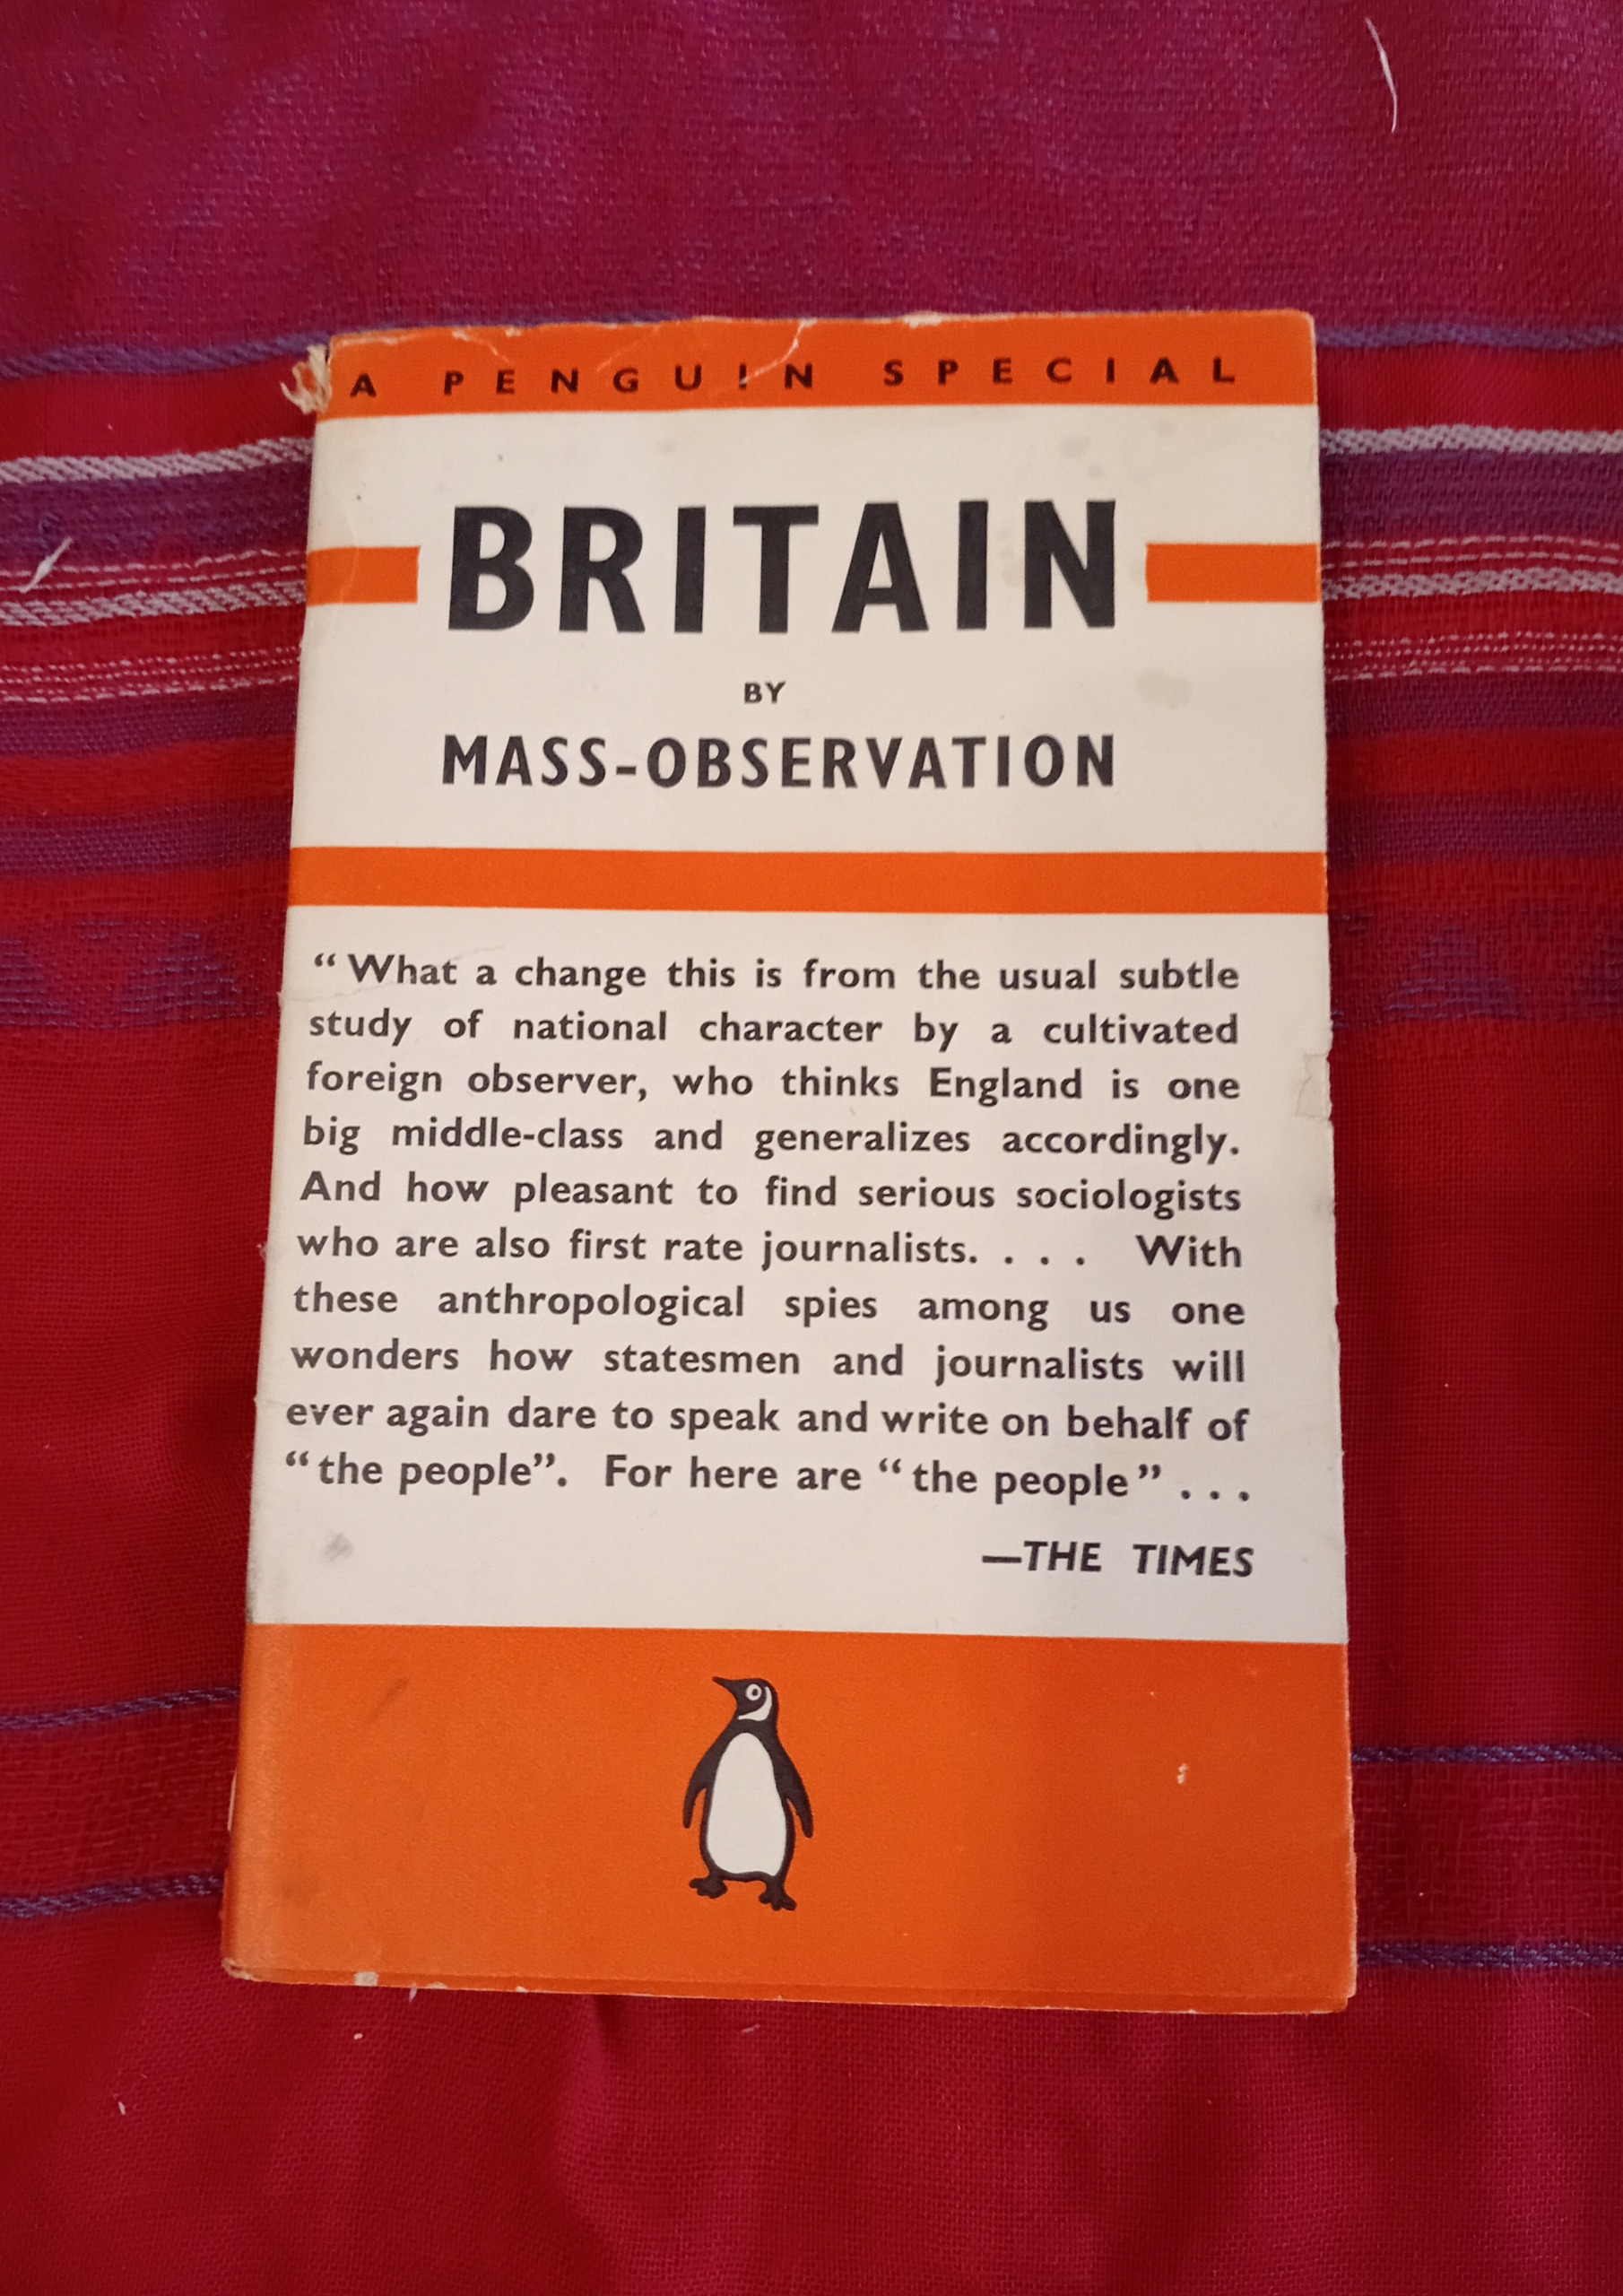 A PENGUIN SPECIAL
BRITAIN
BY
MASS-OBSERVATION
“What a change this is from the usual subtle
study of national character by a cultivated
foreign observer, who thinks England is one
big middle-class and generalizes accordingly.
And how pleasant to find serious sociologists
who are also first rate journalists. . . . With
these anthropological spies among us one
wonders how statesmen and journalists will
ever again dare to speak and write on behalf of
“the people”. For here are “the people” . . .
—THE TIMES